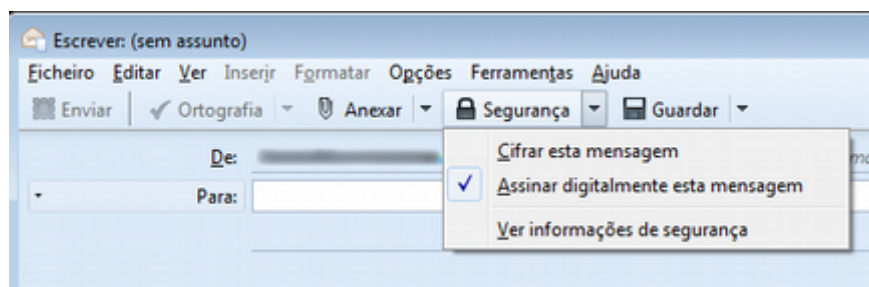 Escrever: (sem assunto)
Ficheiro Editar Ver Inserir Formatar Opções Ferramentas Ajuda
Enviar Ortografia Anexar Segurança Guardar
De:
Cifrar esta mensagem
Para:
Assinar digitalmente esta mensagem
Ver informações de segurança